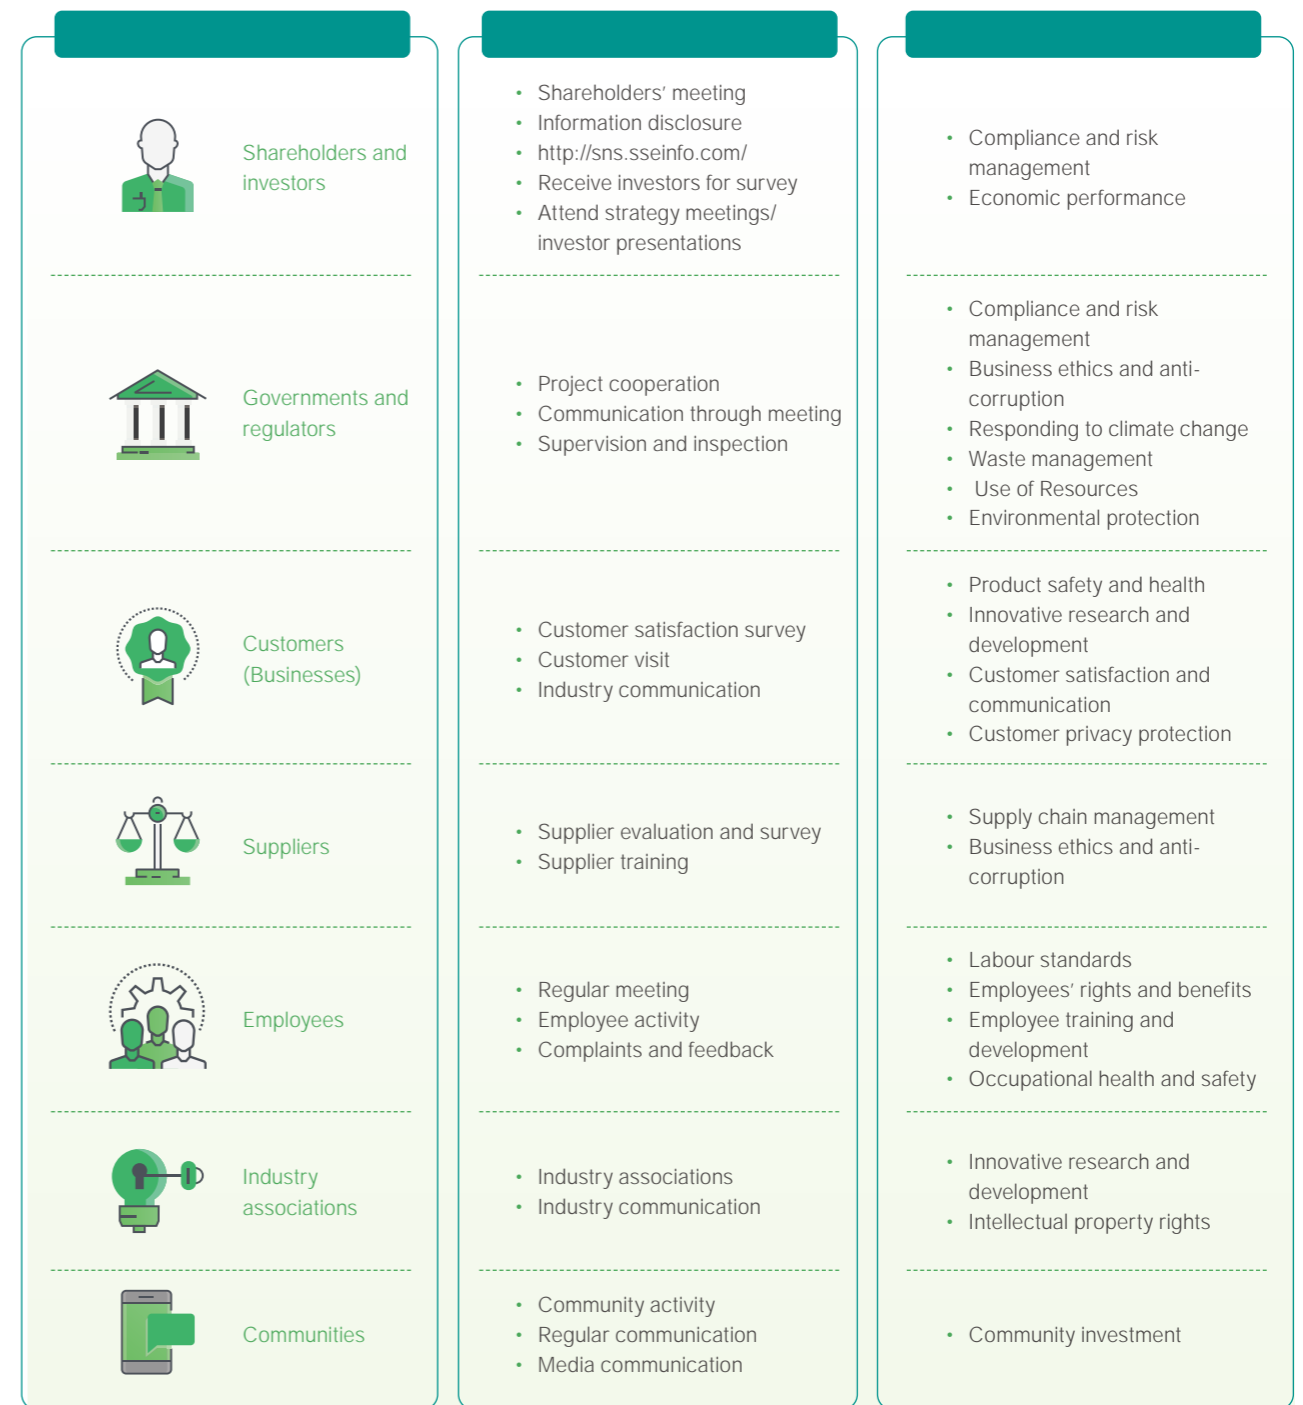 Shareholders and
investors
• Shareholders' meeting
• Information disclosure
• http://sns.sseinfo.com/
• Receive investors for survey
• Attend strategy meetings/
investor presentations
• Compliance and risk
management
• Economic performance
Governments and
regulators
• Project cooperation
• Communication through meeting
• Supervision and inspection
• Compliance and risk
management
• Business ethics and anti-
corruption
• Responding to climate change
• Waste management
• Use of Resources
• Environmental protection
Customers
(Businesses)
• Customer satisfaction survey
• Customer visit
• Industry communication
• Product safety and health
• Innovative research and
development
• Customer satisfaction and
communication
• Customer privacy protection
Suppliers
• Supplier evaluation and survey
• Supplier training
• Supply chain management
• Business ethics and anti-
corruption
Employees
• Regular meeting
• Employee activity
• Complaints and feedback
• Labour standards
• Employees' rights and benefits
• Employee training and
development
• Occupational health and safety
Industry
associations
• Industry associations
• Industry communication
• Innovative research and
development
• Intellectual property rights
Communities
• Community activity
• Regular communication
• Media communication
• Community investment